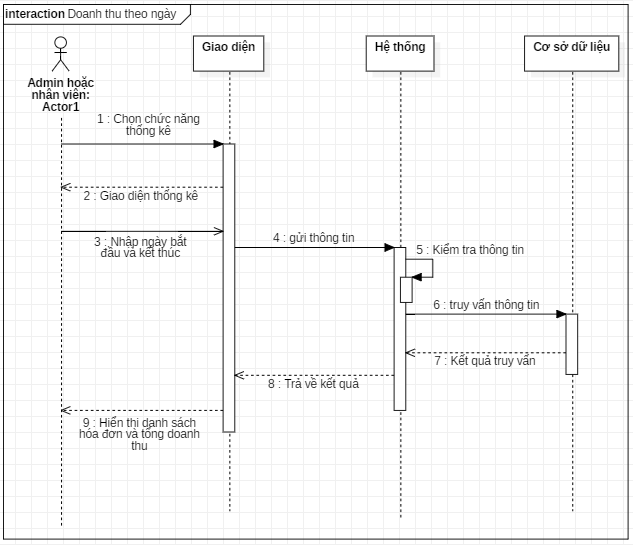 interaction Doanh thu theo ngày
Giao diện
Hệ thống
Cơ sở dữ liệu
Admin hoặc
nhân viên:
Actor1
1 : Chọn chức năng
thống kê
2 : Giao diện thống kê
3 : Nhập ngày bắt
đầu và kết thúc
4 : gửi thông tin
5 : Kiểm tra thông tin
6 : truy vấn thông tin
7 : Kết quả truy vấn
8 : Trả về kết quả
9 : Hiển thị danh sách
hóa đơn và tổng doanh
thu